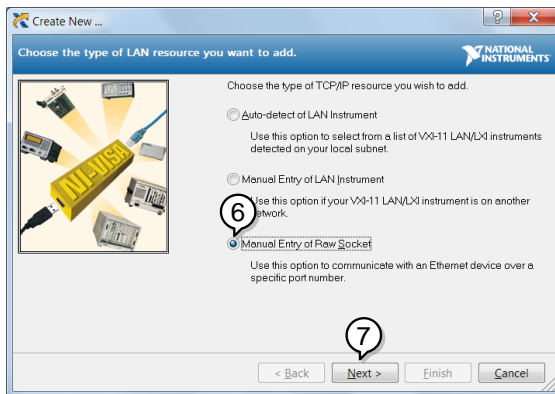 Create New ...
Choose the type of LAN resource you want to add.
NATIONAL
INSTRUMENTS
NI-VISA
Choose the type of TCP/IP resource you wish to add.
Auto-detect of LAN Instrument
Use this option to select from a list of VXI-11 LAN/LXI instruments
detected on your local subnet.
Manual Entry of LAN Instrument
Use this option if your VXI-11 LAN/LXI instrument is on another
network.
6
Manual Entry of Raw Socket
Use this option to communicate with an Ethernet device over a
specific port number.
7
< Back
Next >
Finish
Cancel